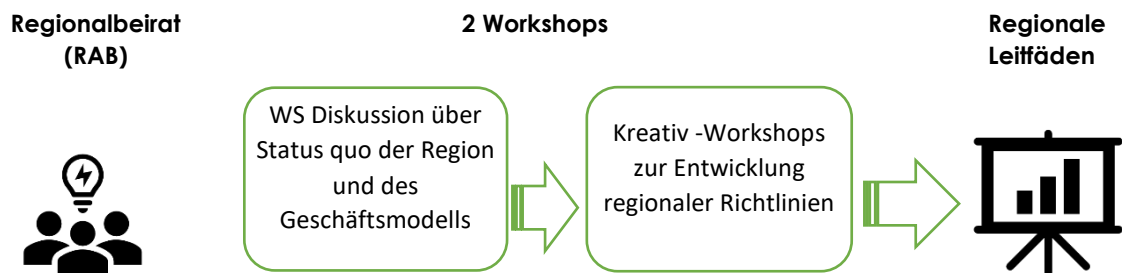 Regionalbeirat
(RAB)
2 Workshops
Regionale
Leitfäden
WS Diskussion über
Status quo der Region
und des
Geschäftsmodells
Kreativ -Workshops
zur Entwicklung
regionaler Richtlinien